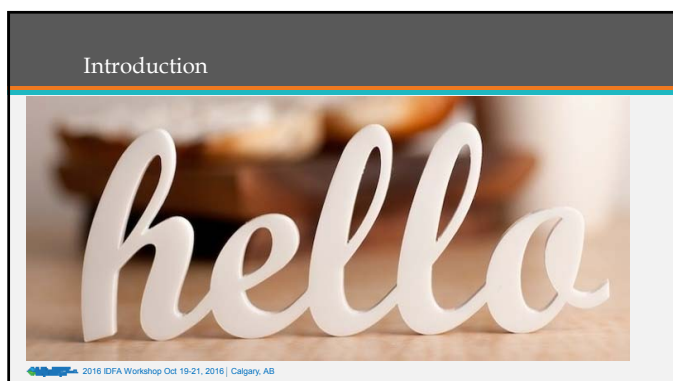 Introduction
hello
2016 IDFA Workshop Oct 19-21, 2016 | Calgary, AB